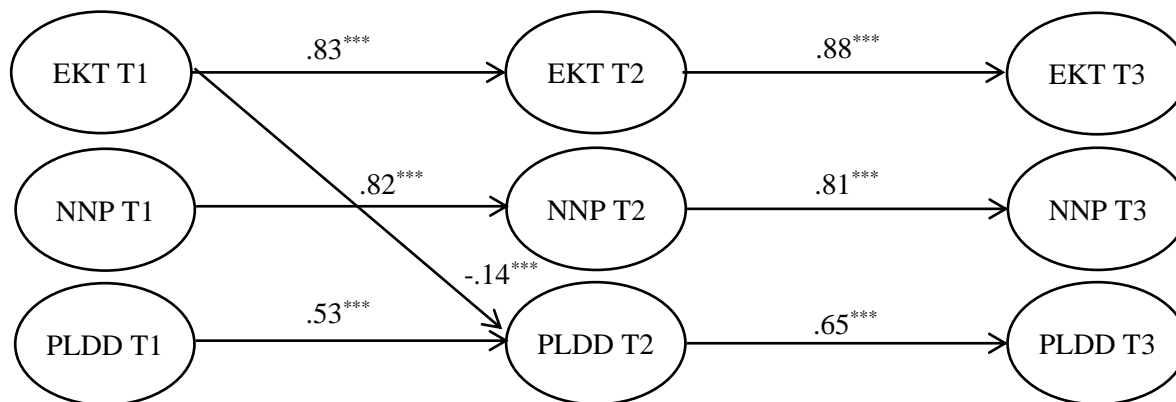 .83***
.88***
EKT T1
EKT T2
EKT T3
.82***
.81***
NNP T1
NNP T2
NNP T3
-.14***
.53***
.65***
PLDD T1
PLDD T2
PLDD T3